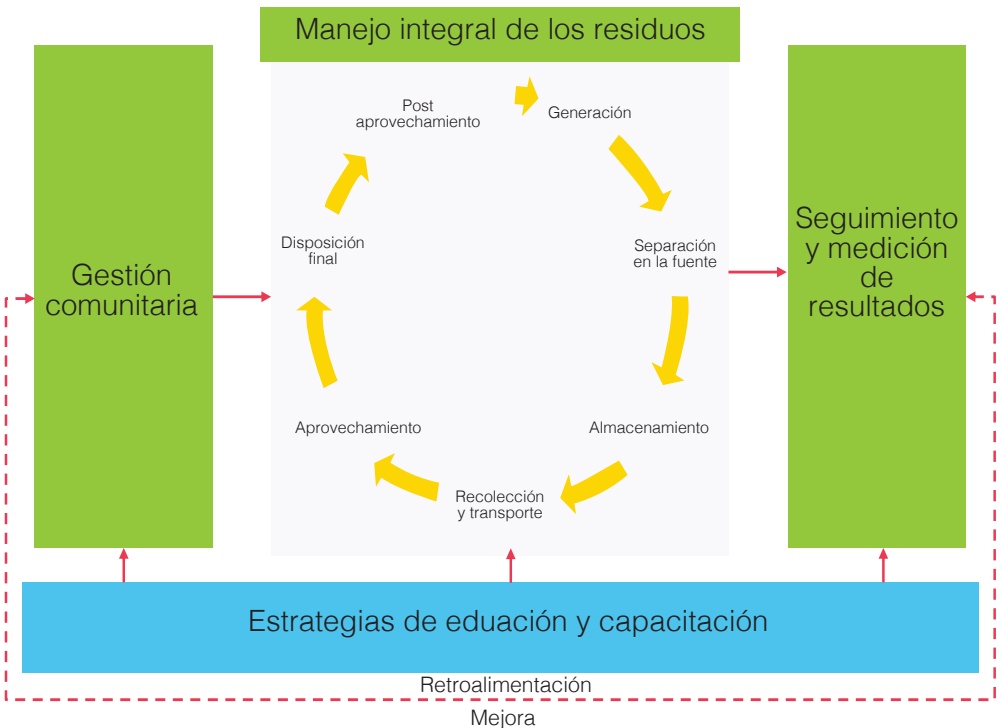 Manejo integral de los residuos
Post
aprovechamiento
Generación
Separación
en la fuente
Almacenamiento
Recolección
y transporte
Aprovechamiento
Disposición
final
Gestión
comunitaria
Seguimiento
y medición
de
resultados
Estrategias de eduación y capacitación
Retroalimentación
Mejora